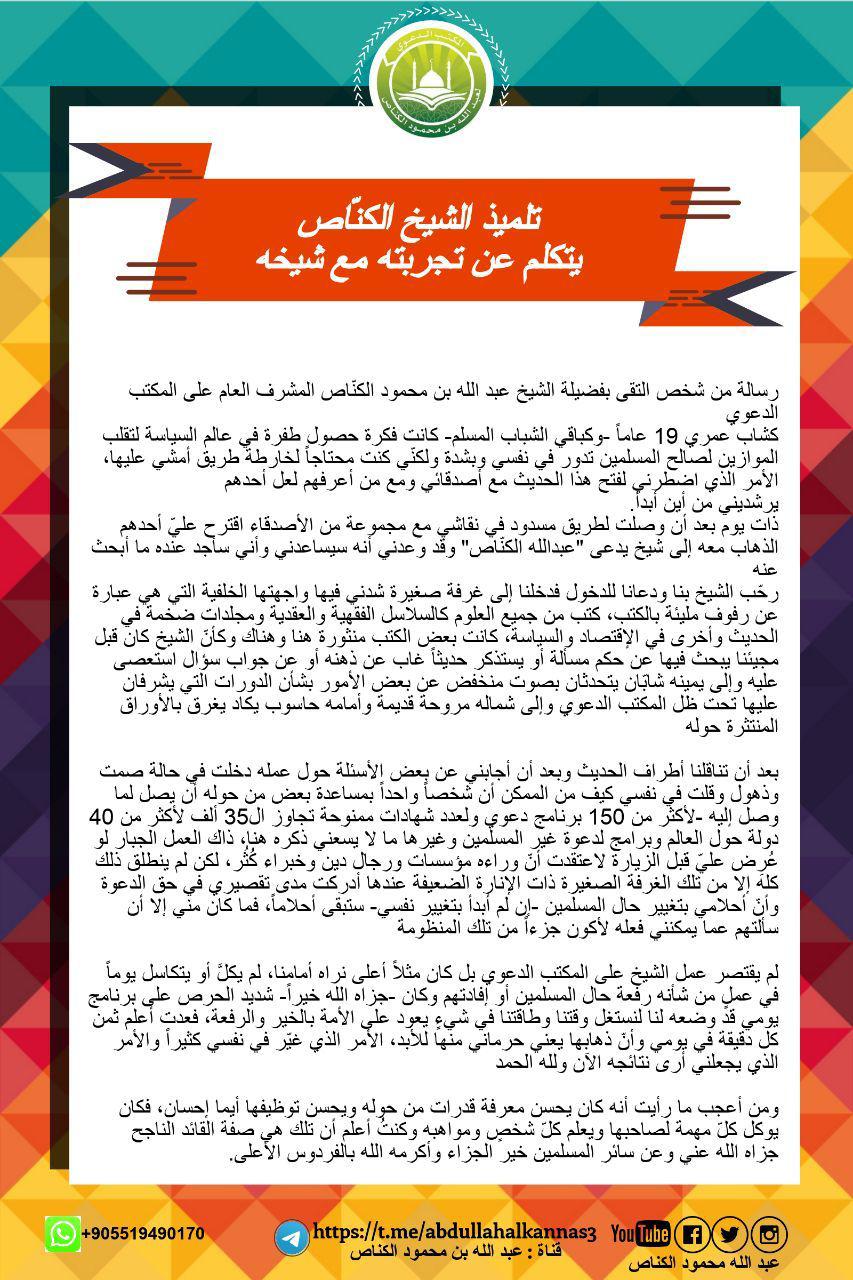 المكتب الدعوي
لعبد الله بن محمود الكناص
تلميذ الشيخ الكنّاص
يتكلم عن تجربته مع شيخه
رسالة من شخص التقى بفضيلة الشيخ عبد الله بن محمود الكنّاص المشرف العام على المكتب
الدعوي
كشاب عمري 19 عاماً -وكباقي الشباب المسلم- كانت فكرة حصول طفرة في عالم السياسة لتقلب
الموازين لصالح المسلمين تدور في نفسي وبشدة ولكنّي كنت محتاجاً لخارطة طريق أمشي عليها،
الأمر الذي اضطرني لفتح هذا الحديث مع أصدقائي ومع من أعرفهم لعل أحدهم
يرشديني من أين أبدأ.
ذات يوم بعد أن وصلت لطريق مسدود في نقاشي مع مجموعة من الأصدقاء اقترح عليّ أحدهم
الذهاب معه إلى شيخ يدعى "عبدالله الكنّاص" وقد وعدني أنه سيساعدني وأني سأجد عنده ما أبحث
عنه
رحّب الشيخ بنا ودعانا للدخول فدخلنا إلى غرفة صغيرة شدني فيها واجهتها الخلفية التي هي عبارة
عن رفوف مليئة بالكتب، كتب من جميع العلوم كالسلاسل الفقهية والعقدية ومجلدات ضخمة في
الحديث وأخرى في الإقتصاد والسياسة، كانت بعض الكتب منثورة هنا وهناك وكأنّ الشيخ كان قبل
مجيئنا يبحث فيها عن حكم مسألة أو يستذكر حديثاً غاب عن ذهنه أو عن جواب سؤال استعصى
عليه وإلى يمينه شابّان يتحدثان بصوت منخفض عن بعض الأمور بشأن الدورات التي يشرفان
عليها تحت ظل المكتب الدعوي وإلى شماله مروحة قديمة وأمامه حاسوب يكاد يغرق بالأوراق
المنتثرة حوله
بعد أن تناقلنا أطراف الحديث وبعد أن أجابني عن بعض الأسئلة حول عمله دخلت في حالة صمت
وذهول وقلت في نفسي كيف من الممكن أن شخصاً واحداً بمساعدة بعض من حوله أن يصل لما
وصل إليه -لأكثر من 150 برنامج دعوي ولعدد شهادات ممنوحة تجاوز ال35 ألف لأكثر من 40
دولة حول العالم وبرامج لدعوة غير المسلمين وغيرها ما لا يسعني ذكره هنا، ذاك العمل الجبار لو
عُرِض عليّ قبل الزيارة لاعتقدت أنّ وراءه مؤسسات ورجال دين وخبراء كُثُر، لكن لم ينطلق ذلك
كله إلا من تلك الغرفة الصغيرة ذات الإنارة الضعيفة عندها أدركت مدى تقصيري في حق الدعوة
وأنّ أحلامي بتغيير حال المسلمين -إن لم أبدأ بتغيير نفسي- ستبقى أحلاماً، فما كان مني إلا أن
سألتهم عما يمكنني فعله لأكون جزءاً من تلك المنظومة
لم يقتصر عمل الشيخ على المكتب الدعوي بل كان مثلاً أعلى نراه أمامنا، لم يكلَّ أو يتكاسل يوماً
في عملٍ من شأنه رفعة حال المسلمين أو إفادتهم وكان -جزاه الله خيراً- شديد الحرص على برنامج
يومي قد وضعه لنا لنستغل وقتنا وطاقتنا في شيءٍ يعود على الأمة بالخير والرفعة، فعدت أعلم ثمن
كل دقيقة في يومي وأنّ ذهابها يعني حرماني منها للأبد، الأمر الذي غيّر في نفسي كثيراً والأمر
الذي يجعلني أرى نتائجه الآن ولله الحمد
ومن أعجب ما رأيت أنه كان يحسن معرفة قدرات من حوله ويحسن توظيفها أيما إحسان، فكان
يوكل كلّ مهمة لصاحبها ويعلم كلّ شخصٍ ومواهبه وكنتُ أعلم أن تلك هي صفة القائد الناجح
جزاه الله عني وعن سائر المسلمين خير الجزاء وأكرمه الله بالفردوس الأعلى.
+905519490170
https://t.me/abdullahalkannas3
قناة : عبد الله بن محمود الكناص
YouTube
عبد الله محمود الكناص